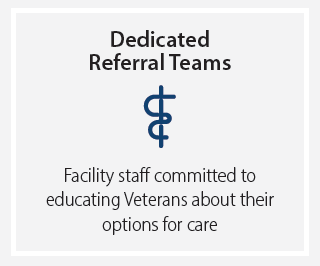 Dedicated
Referral Teams
Facility staff committed to
educating Veterans about their
options for care